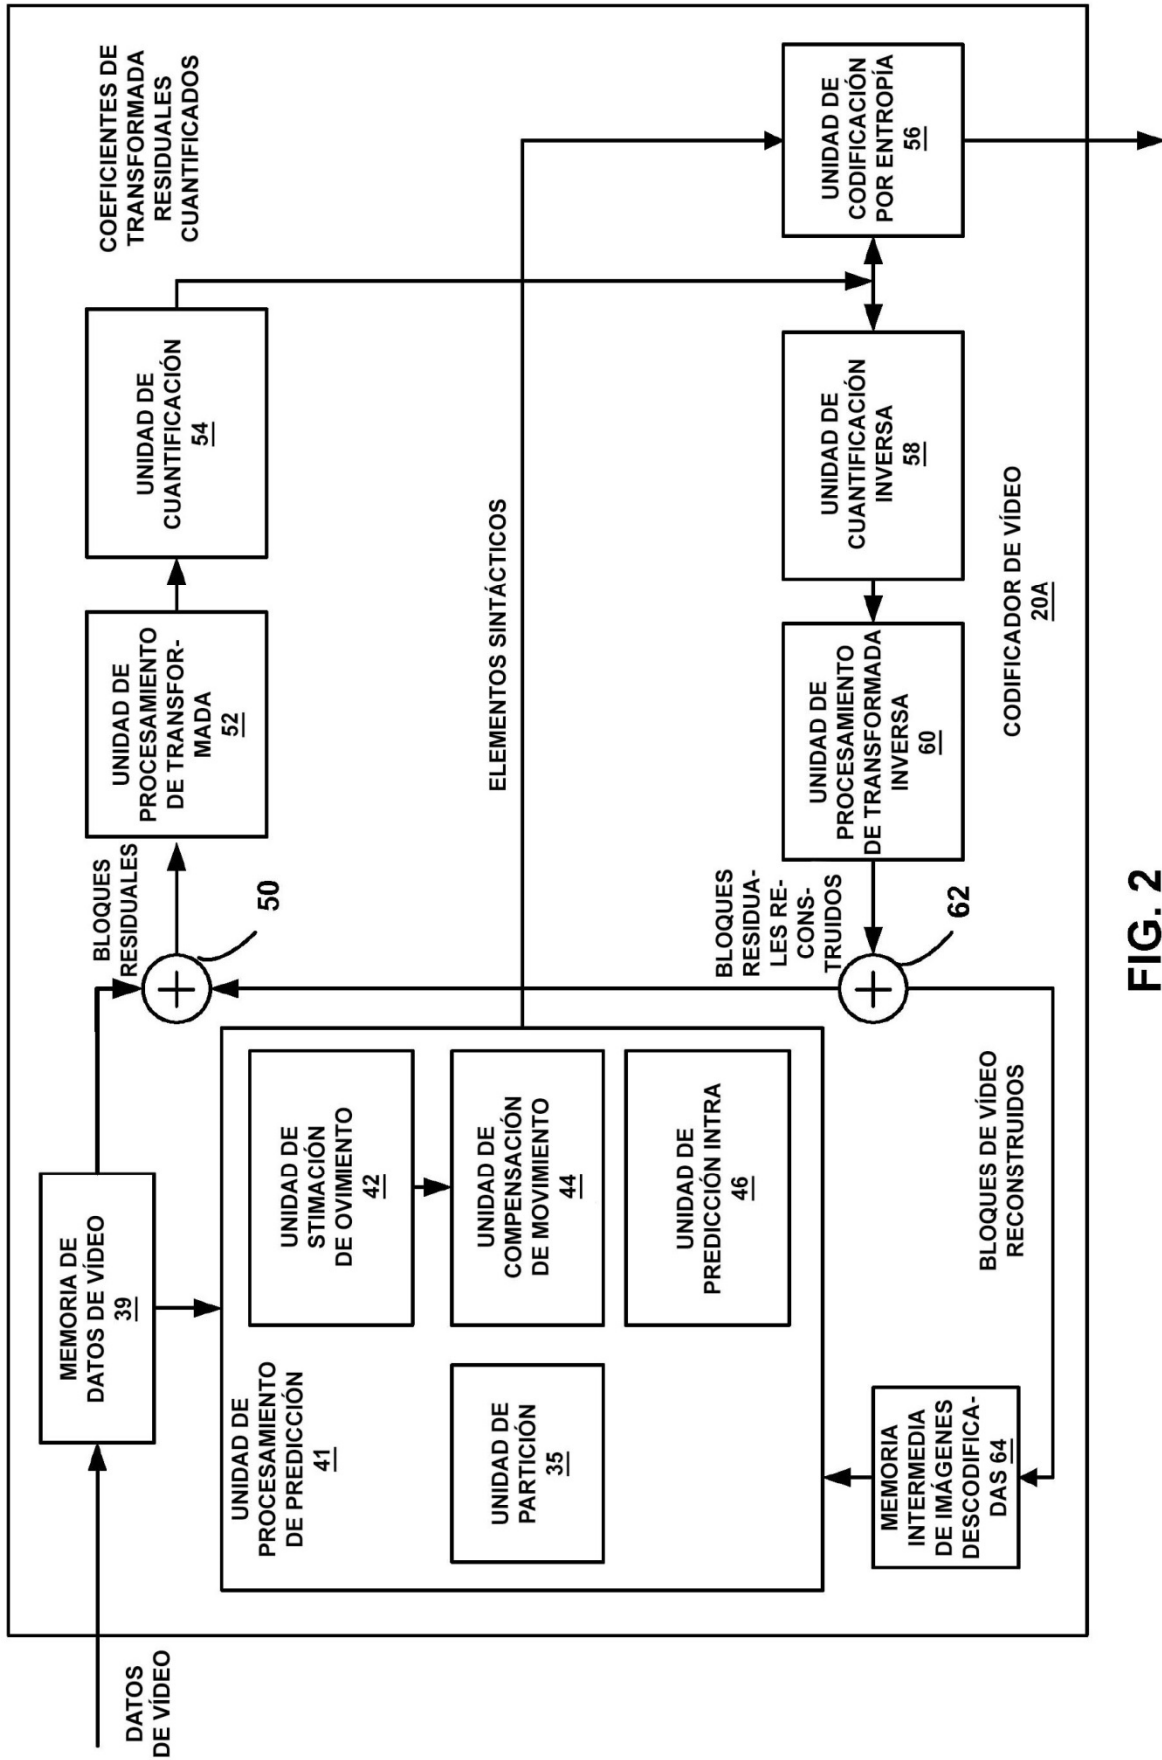 DATOS
DE VÍDEO
MEMORIA DE
DATOS DE VÍDEO
39
UNIDAD DE
PROCESAMIENTO
DE PREDICCIÓN
41
UNIDAD DE
STIMACIÓN
DE OVIMIENTO
42
UNIDAD DE
PARTICIÓN
35
UNIDAD DE
COMPENSACIÓN
DE MOVIMIENTO
44
UNIDAD DE
PREDICCIÓN INTRA
46
MEMORIA
INTERMEDIA
DE IMÁGENES
DESCODIFICA-
DAS 64
BLOQUES DE VÍDEO
RECONSTRUIDOS
50
BLOQUES
RESIDUALES
UNIDAD DE
PROCESAMIENTO
DE TRANSFOR-
MADA
52
UNIDAD DE
CUANTIFICACIÓN
54
COEFICIENTES DE
TRANSFORMADA
RESIDUALES
CUANTIFICADOS
ELEMENTOS SINTÁCTICOS
62
BLOQUES
RESIDUA-
LES RE-
CONS-
TRUIDOS
UNIDAD DE
PROCESAMIENTO
DE TRANSFORMADA
INVERSA
60
UNIDAD DE
CUANTIFICACIÓN
INVERSA
58
UNIDAD DE
CODIFICACIÓN
POR ENTROPÍA
56
CODIFICADOR DE VÍDEO
20A
FIG. 2